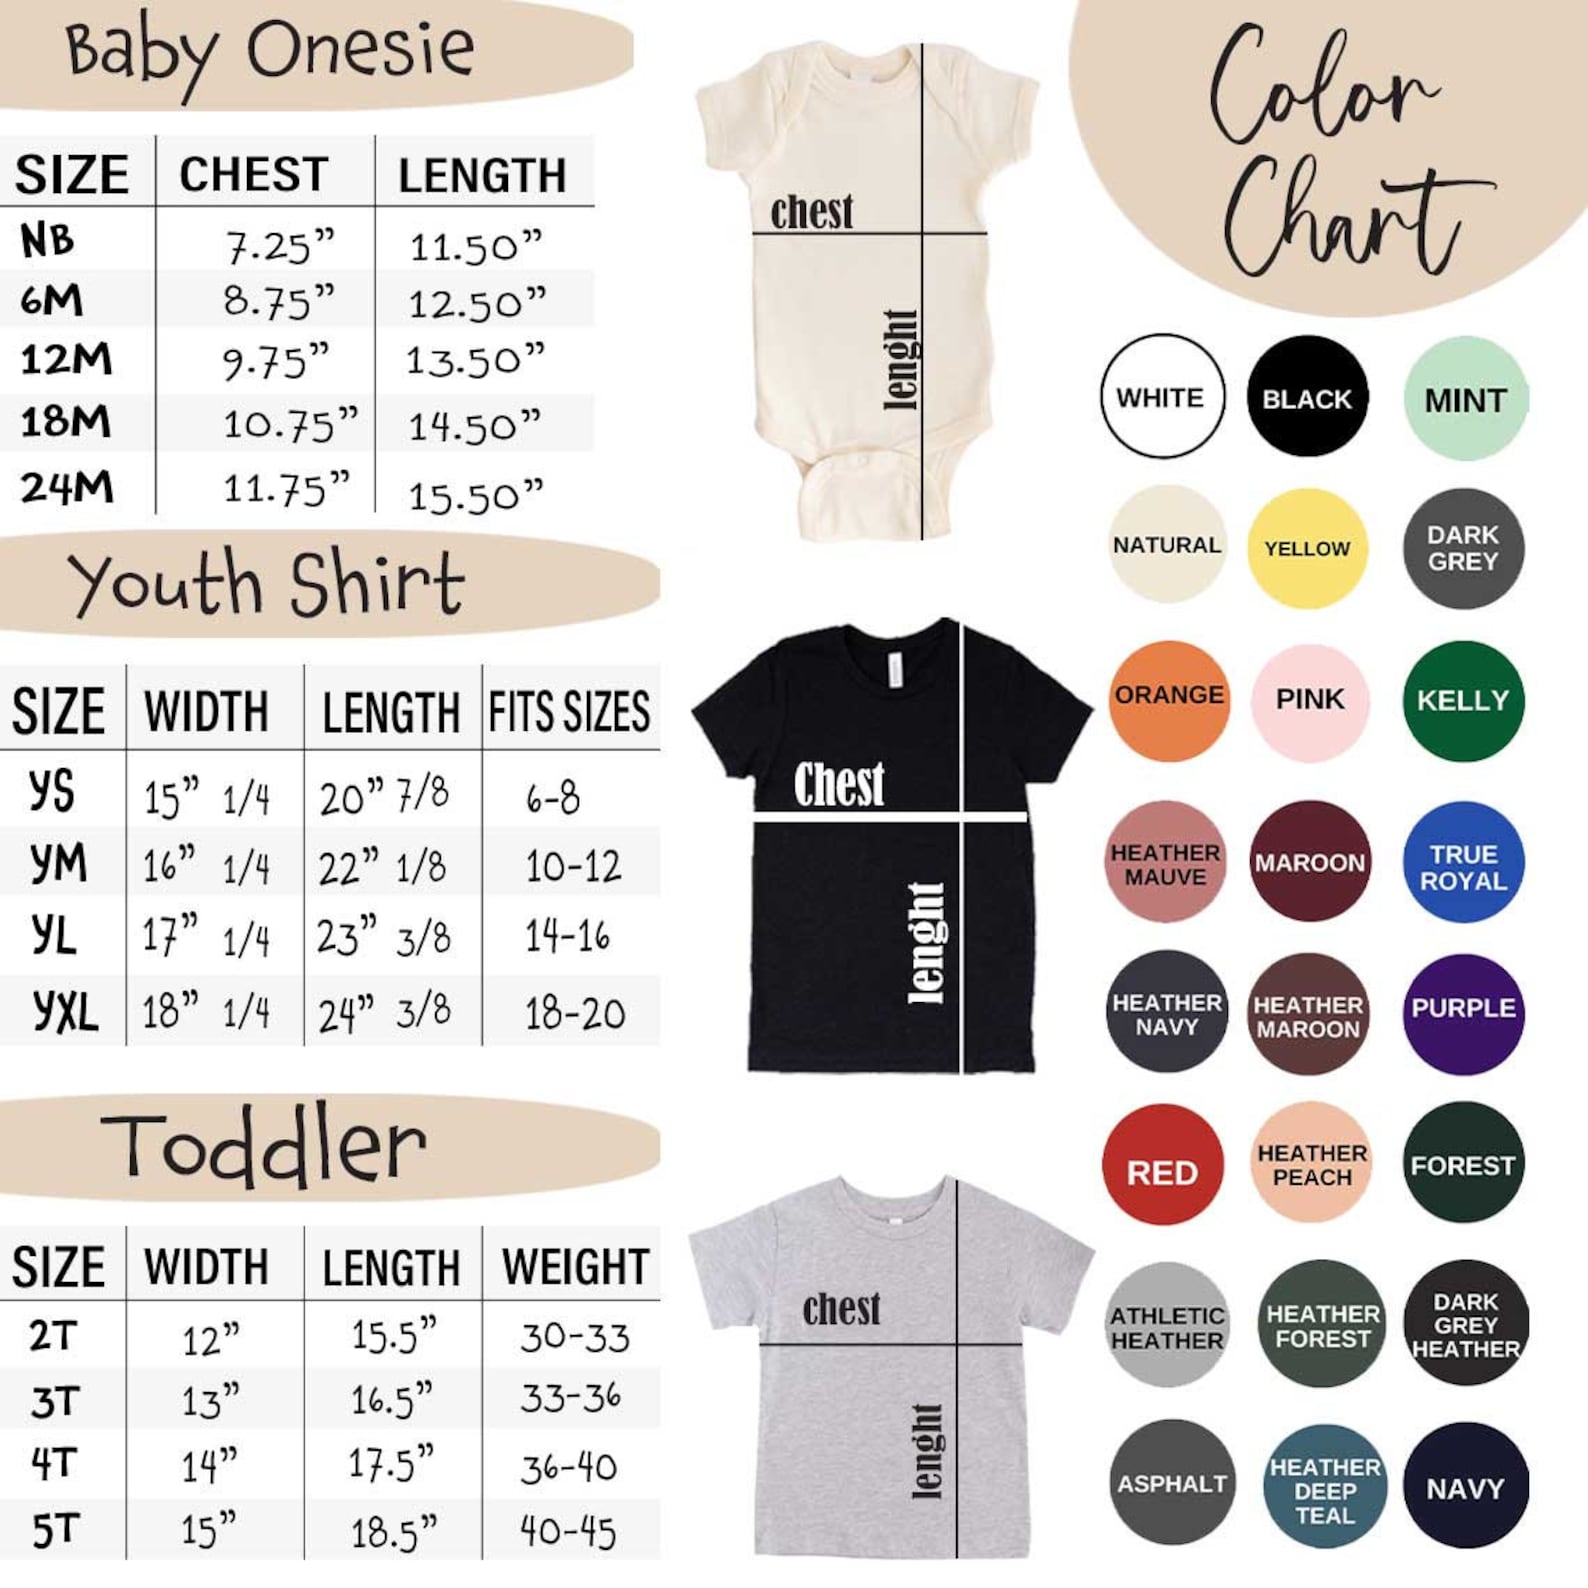 Baby Onesie
SIZE CHEST LENGTH
NB 7.25” 11.50”
6M 8.75” 12.50”
12M 9.75” 13.50”
18M 10.75” 14.50”
24M 11.75” 15.50”
Youth Shirt
SIZE WIDTH LENGTH FITS SIZES
YS 15” 1/4 20” 7/8 6-8
YM 16” 1/4 22” 1/8 10-12
YL 17” 1/4 23” 3/8 14-16
YXL 18” 1/4 24” 3/8 18-20
Toddler
SIZE WIDTH LENGTH WEIGHT
2T 12” 15.5” 30-33
3T 13” 16.5” 33-36
4T 14” 17.5” 36-40
5T 15” 18.5” 40-45
chest
lenght
Chest
lenght
chest
lenght
Color
Chart
WHITE
BLACK
MINT
NATURAL
YELLOW
DARK
GREY
ORANGE
PINK
KELLY
HEATHER
MAUVE
MAROON
TRUE
ROYAL
HEATHER
NAVY
HEATHER
MAROON
PURPLE
RED
HEATHER
PEACH
FOREST
ATHLETIC
HEATHER
HEATHER
FOREST
DARK
GREY
HEATHER
ASPHALT
HEATHER
DEEP
TEAL
NAVY